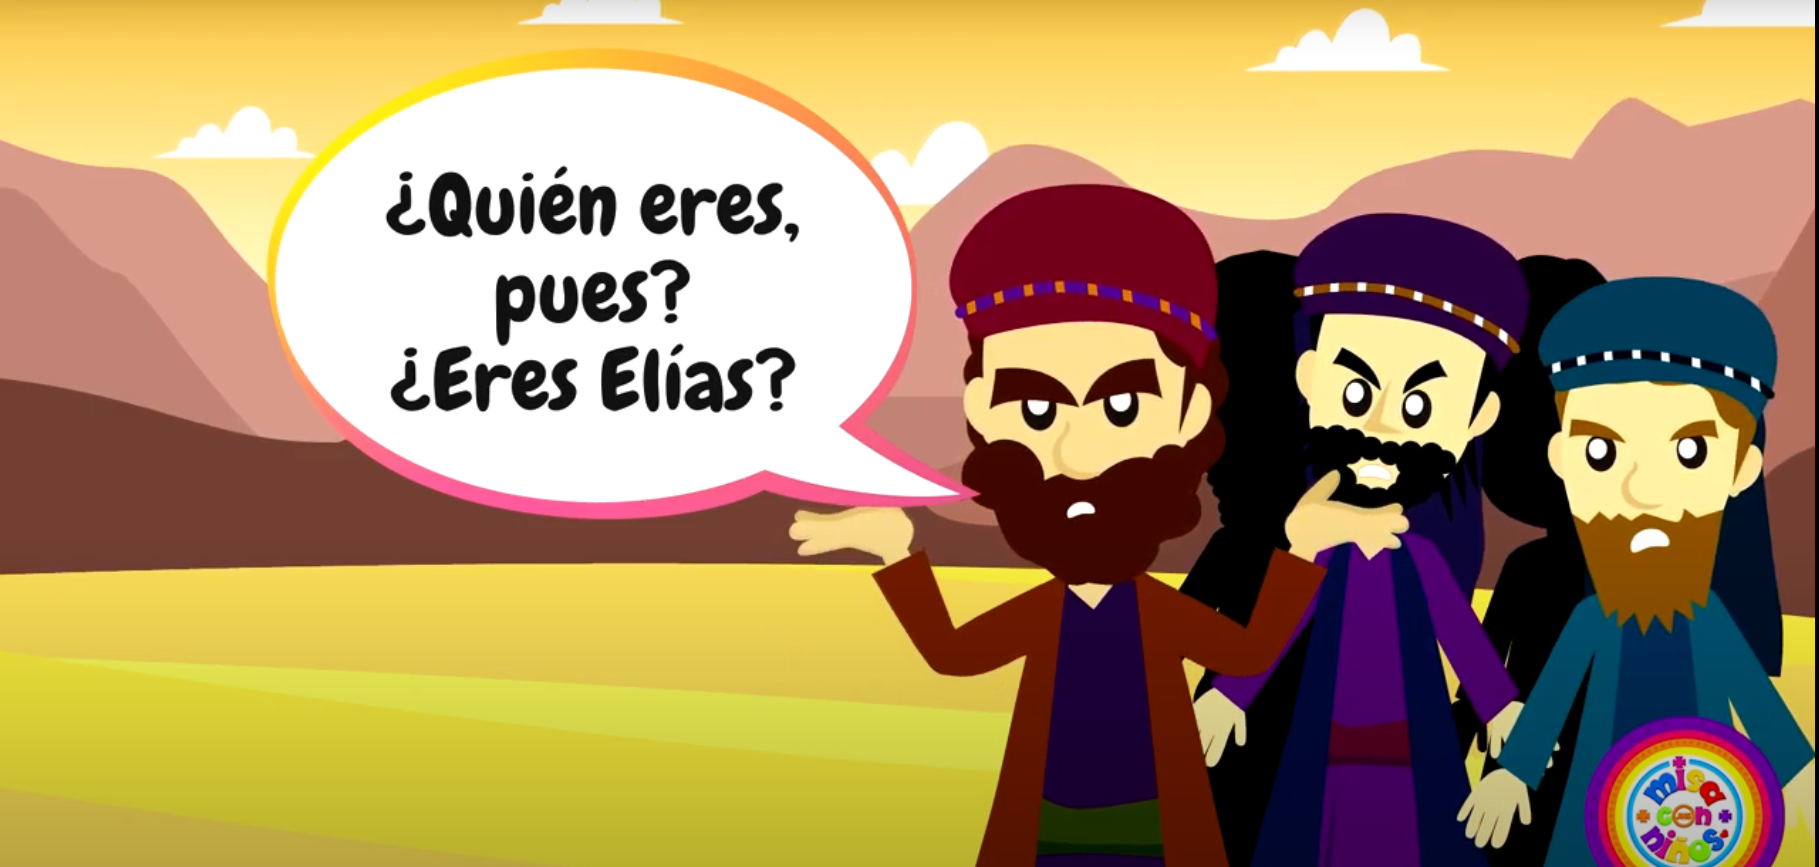 ¿Quién eres,
pues?
¿Eres Elías?
misa
con
niños